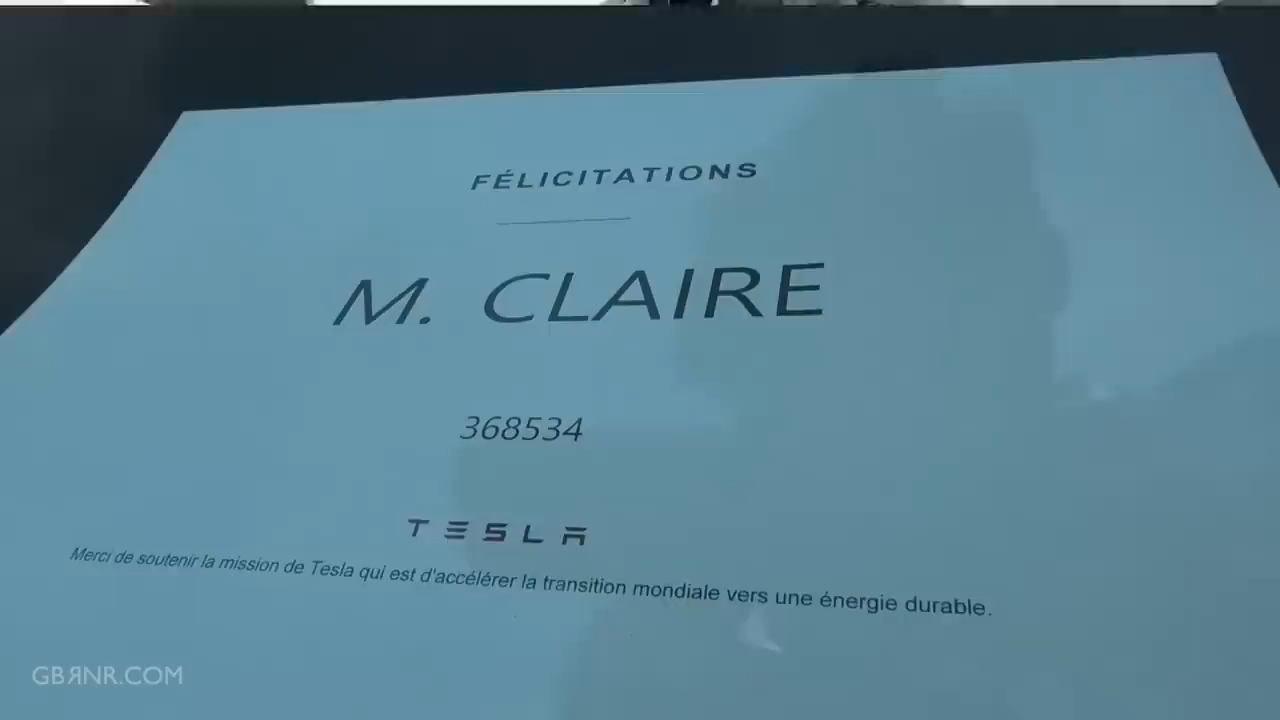 FÉLICITATIONS
M. CLAIRE
368534
TESLA
Merci de soutenir la mission de Tesla qui est d'accélérer la transition mondiale vers une énergie durable.
GBЯNR.COM